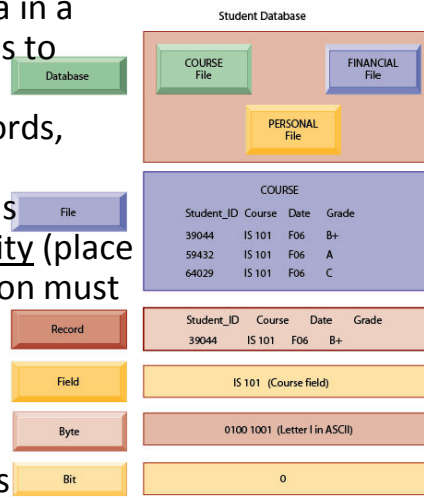 a in a
s to
ords,
s
ity (place
on must
s
Student Database
Database
COURSE File
FINANCIAL File
PERSONAL File
File
COURSE
Student_ID Course Date Grade
39044 IS 101 F06 B+
59432 IS 101 F06 A
64029 IS 101 F06 C
Record
Student_ID Course Date Grade
39044 IS 101 F06 B+
Field
IS 101 (Course field)
Byte
0100 1001 (Letter I in ASCII)
Bit
0